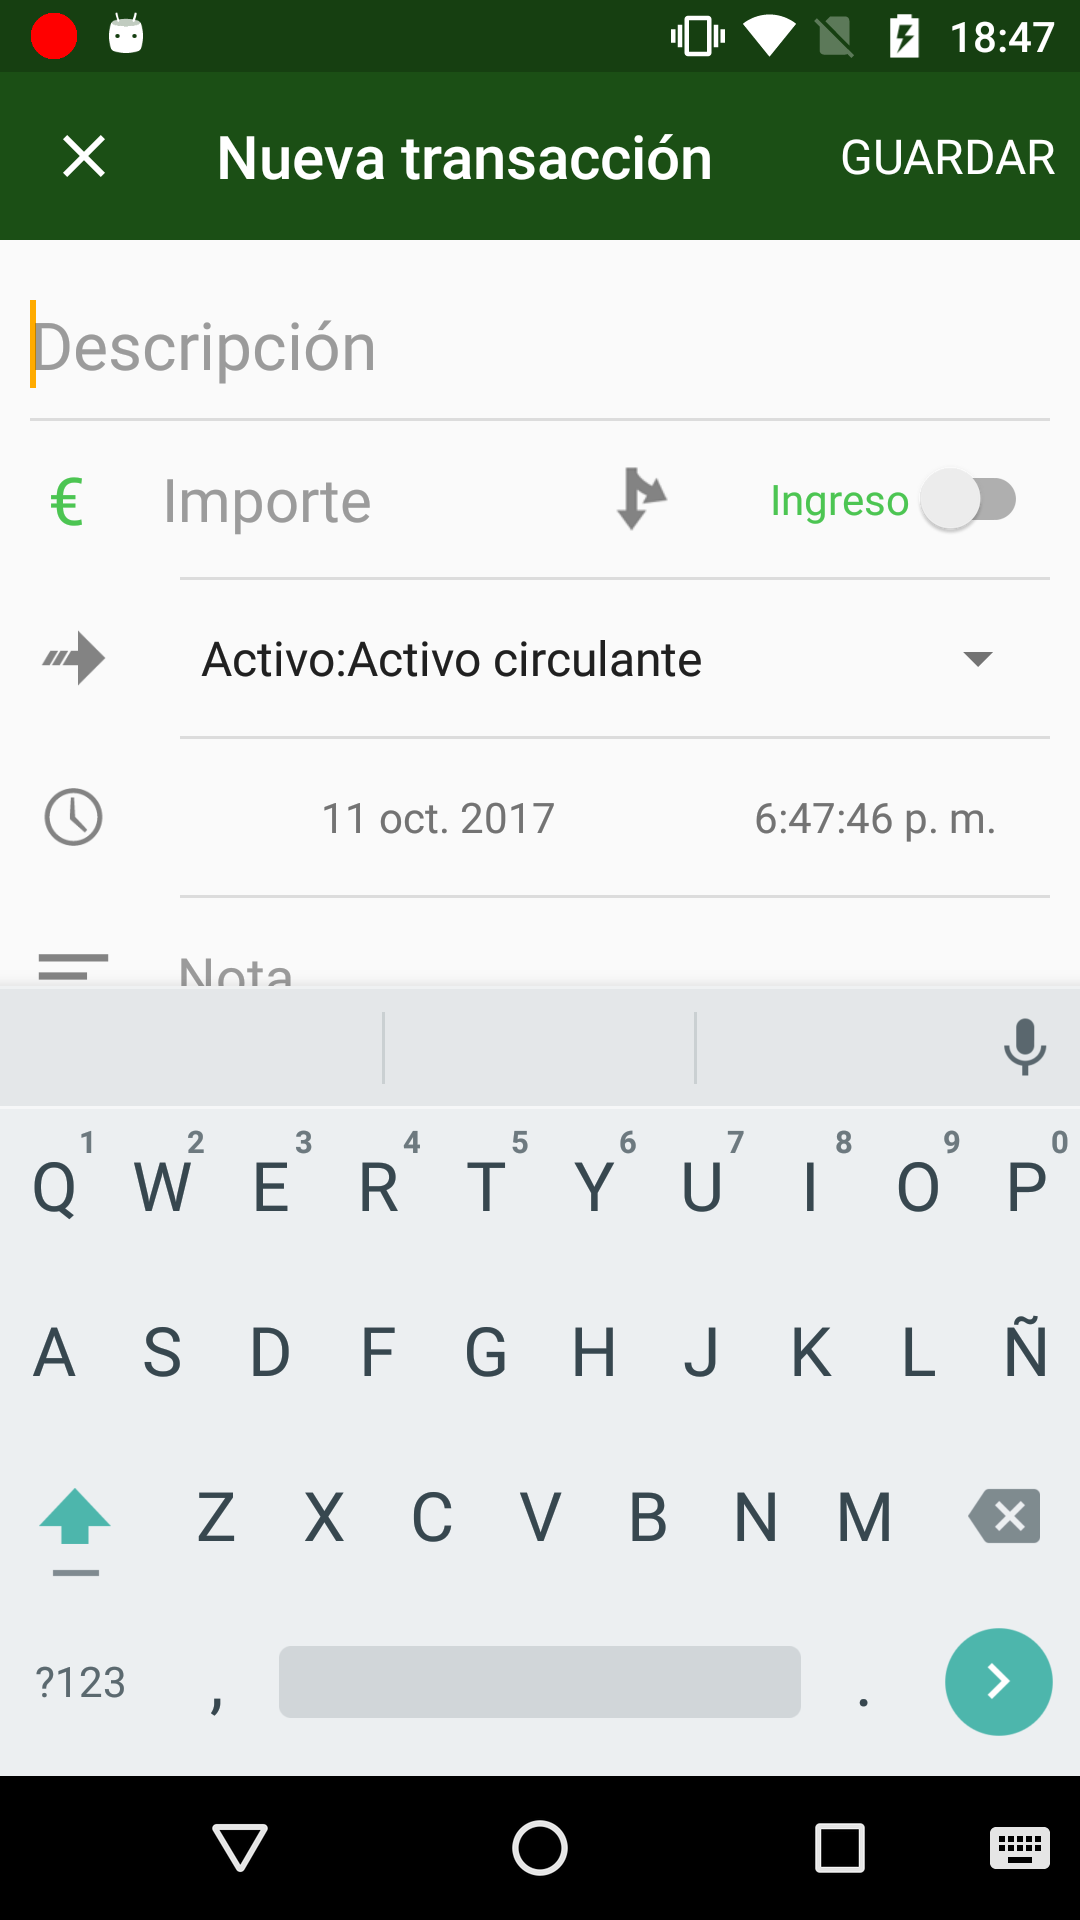 18:47
Nueva transacción
GUARDAR
Descripción
€ Importe Ingreso
Activo:Activo circulante
11 oct. 2017 6:47:46 p. m.
Nota
1 2 3 4 5 6 7 8 9 0
Q W E R T Y U I O P
A S D F G H J K L Ñ
Z X C V B N M
?123 , .